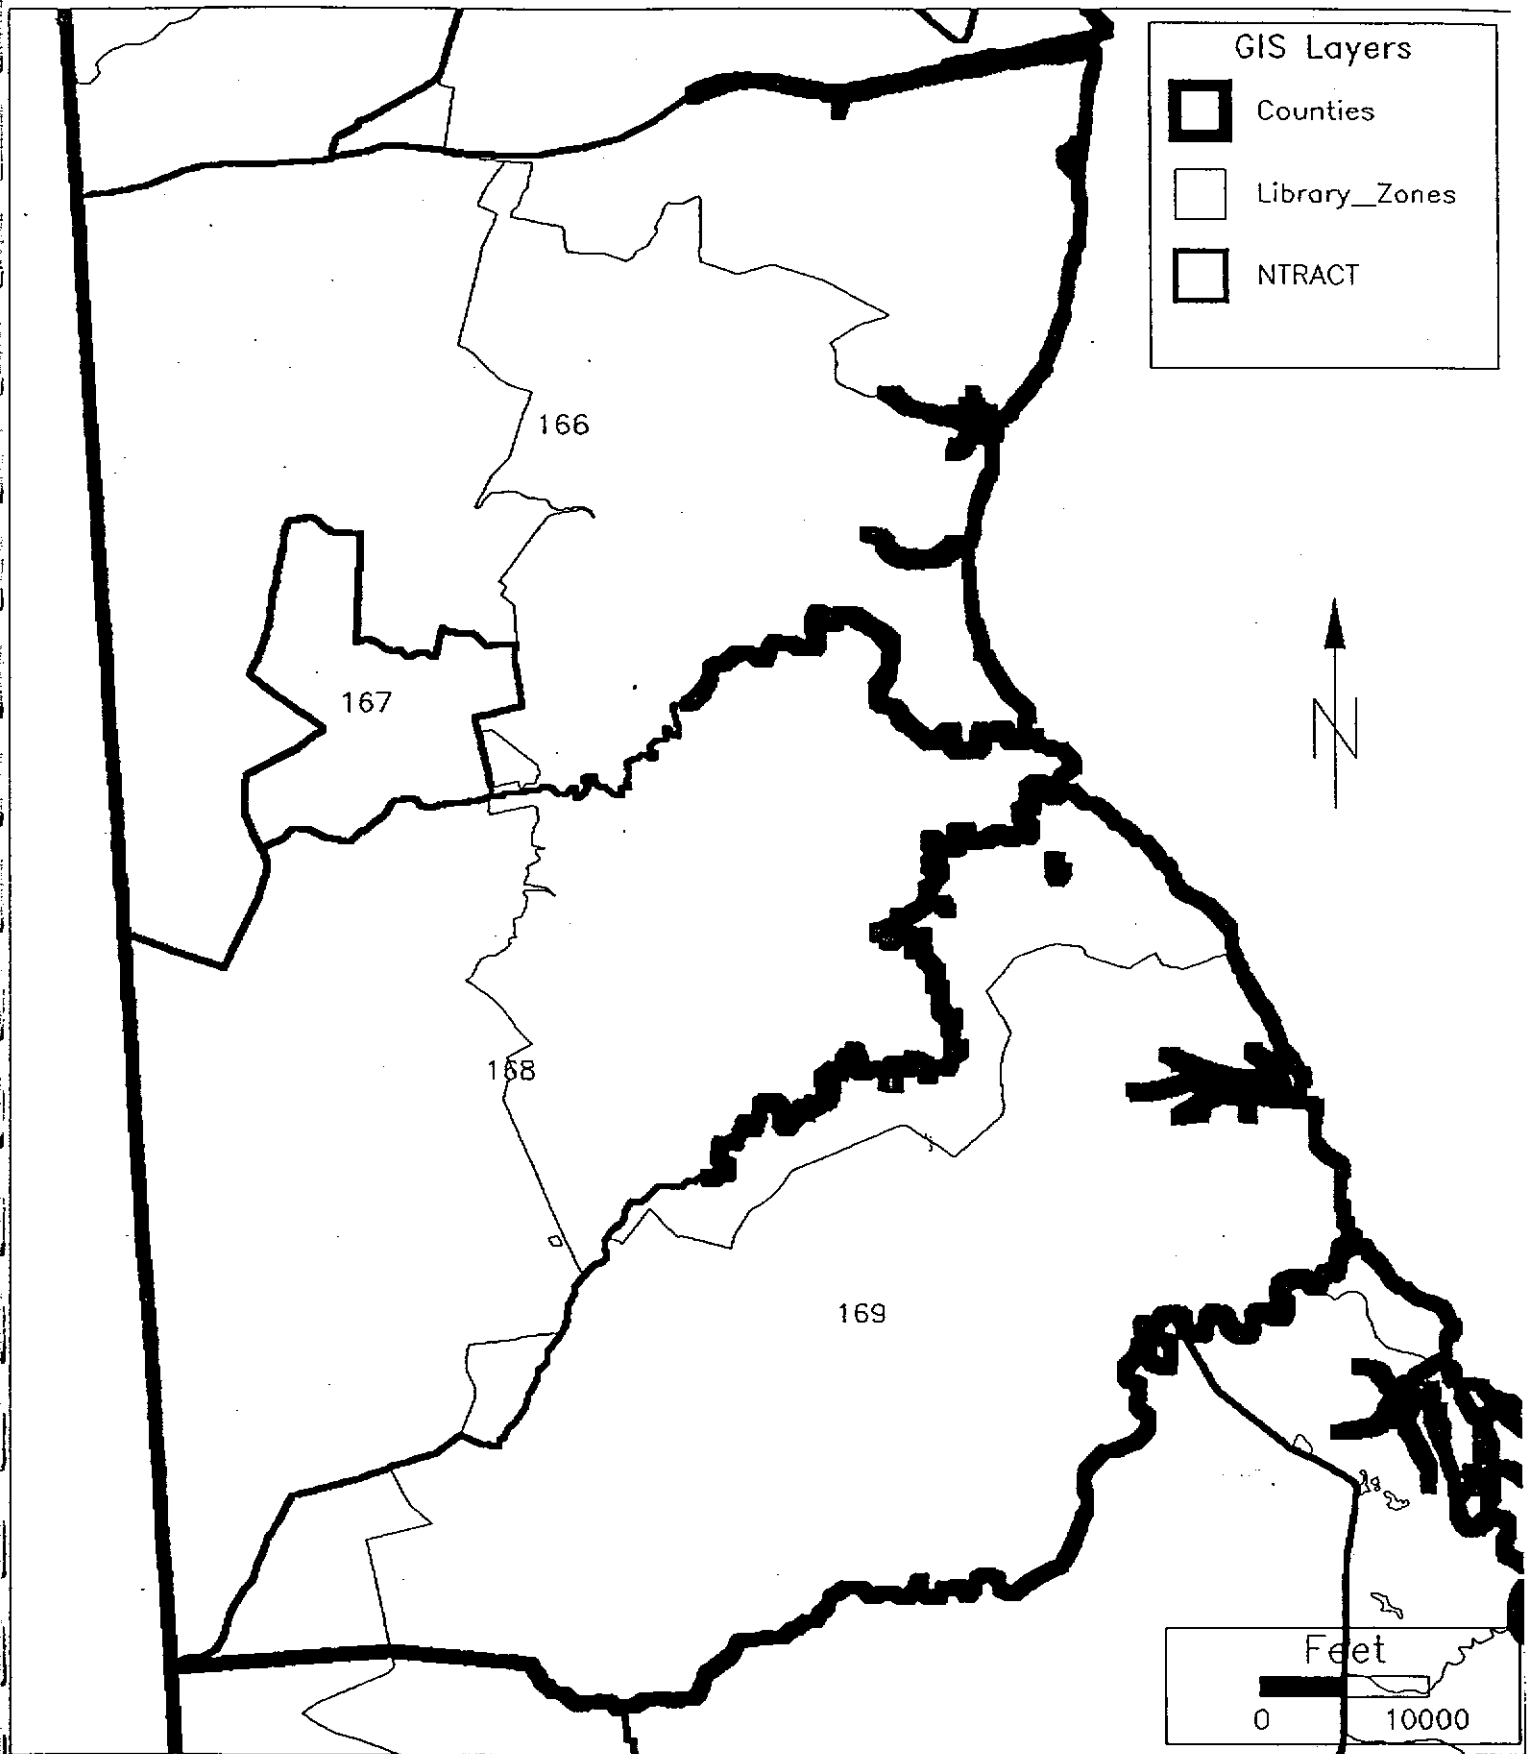 GIS Layers
Counties
Library_Zones
NTRACT
166
167
N
168
169
Feet
0 10000